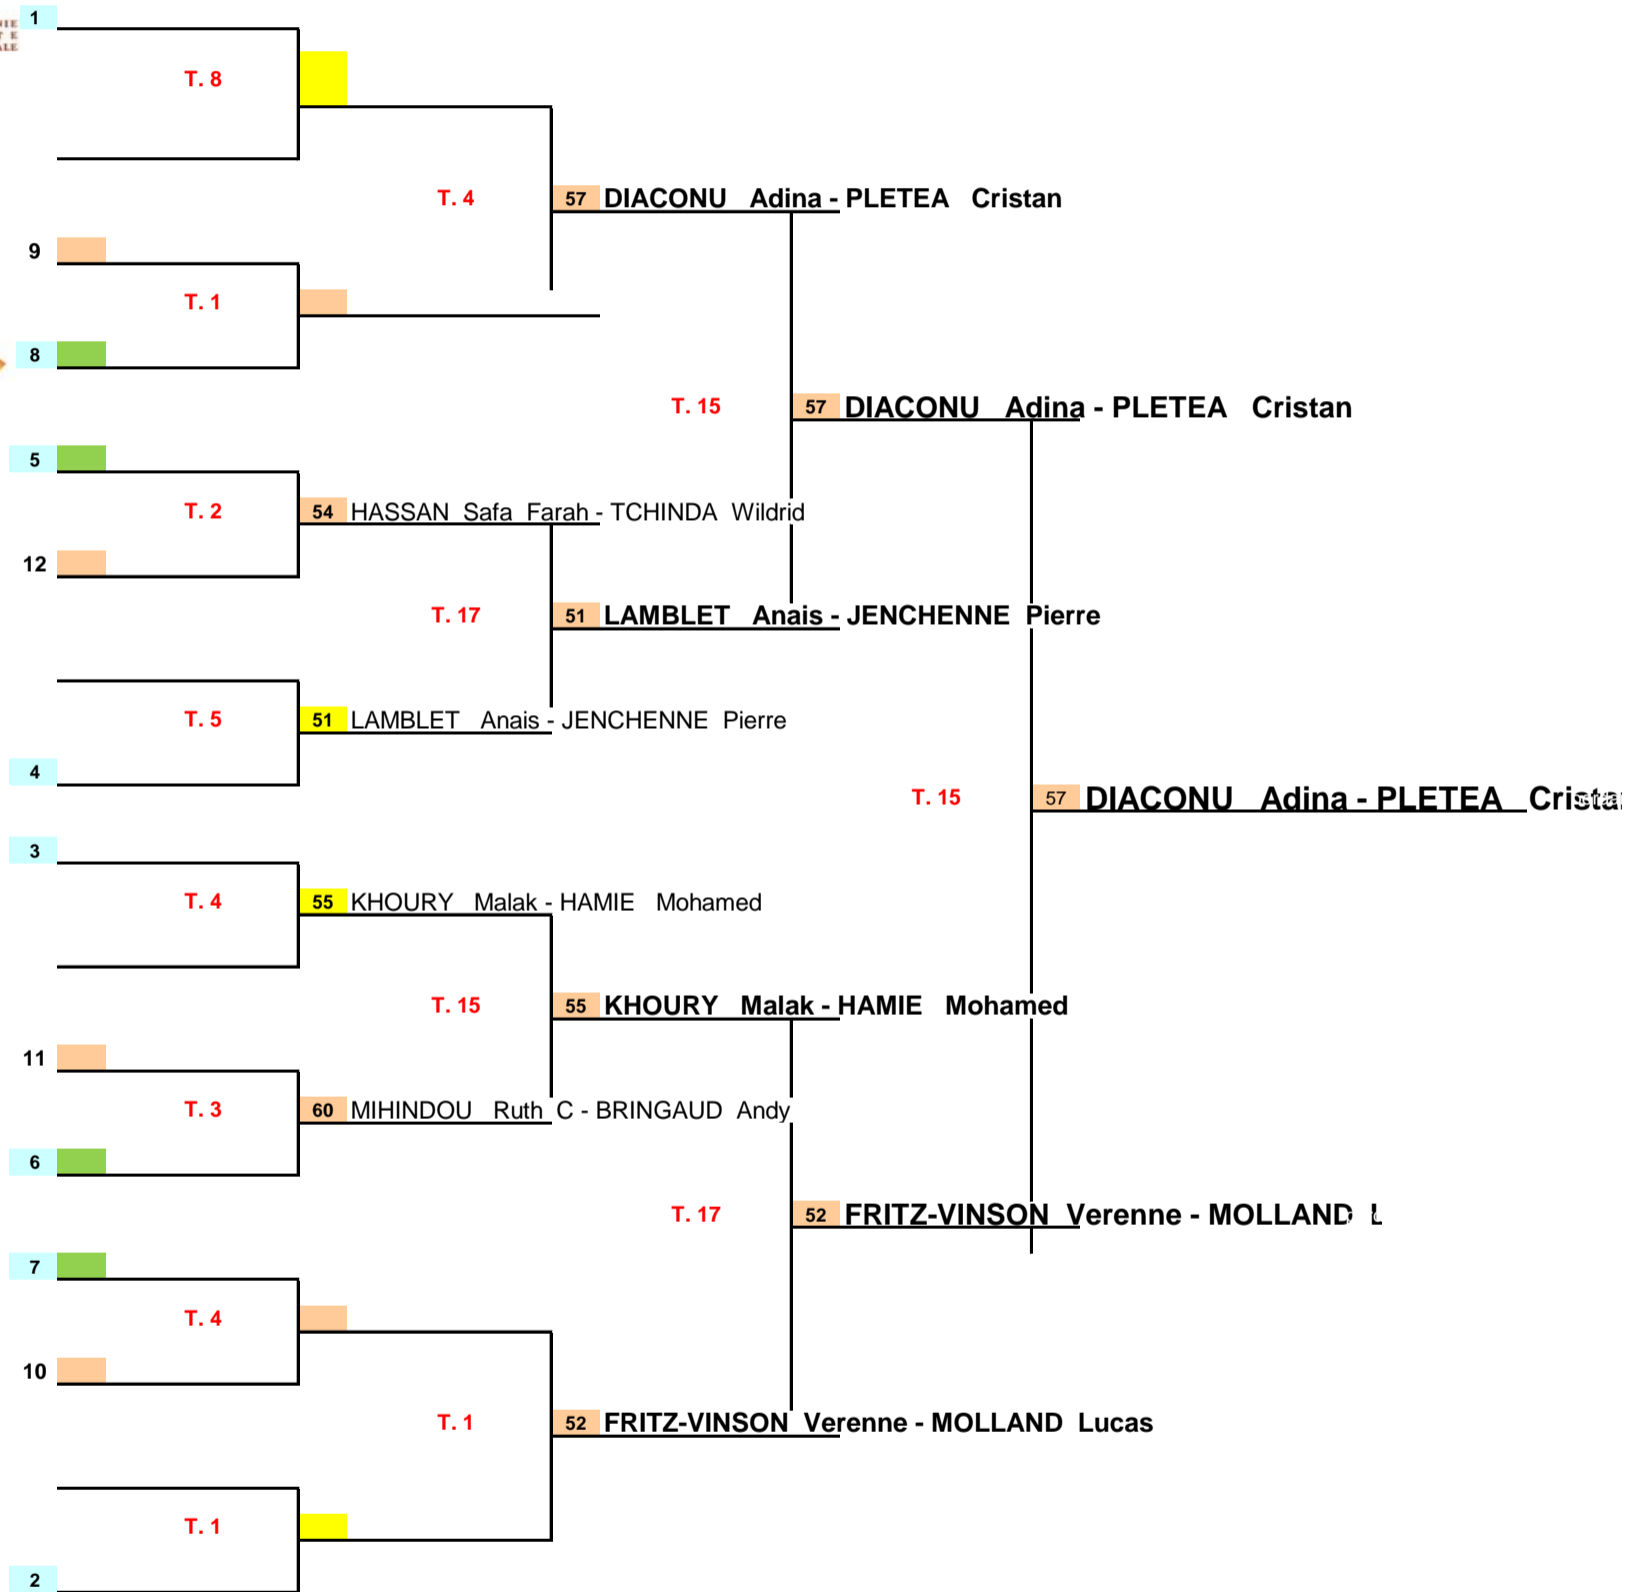 1
T. 8
T. 4
57 DIACONU Adina - PLETEA Cristan
9
T. 1
8
T. 15
57 DIACONU Adina - PLETEA Cristan
5
T. 2
54 HASSAN Safa Farah - TCHINDA Wildrid
12
T. 17
51 LAMBLET Anais - JENCHENNE Pierre
T. 5
51 LAMBLET Anais - JENCHENNE Pierre
4
T. 15
57 DIACONU Adina - PLETEA
3
T. 4
55 KHOURY Malak - HAMIE Mohamed
T. 15
55 KHOURY Malak - HAMIE Mohamed
11
T. 3
60 MIHINDOU Ruth C - BRINGAUD Andy
6
T. 17
52 FRITZ-VINSON Verenne - MOLLAND L
7
T. 4
10
T. 1
52 FRITZ-VINSON Verenne - MOLLAND Lucas
T. 1
2